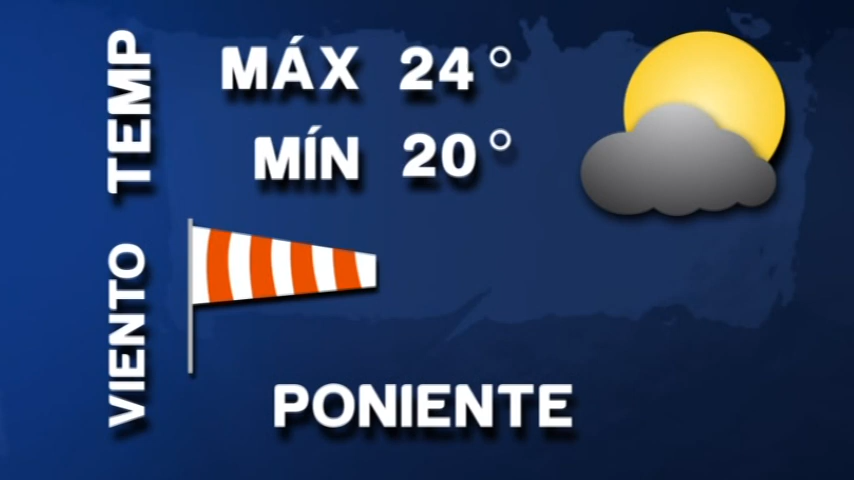 TEMP
MÁX 24°
MÍN 20°
VIENTO
PONIENTE